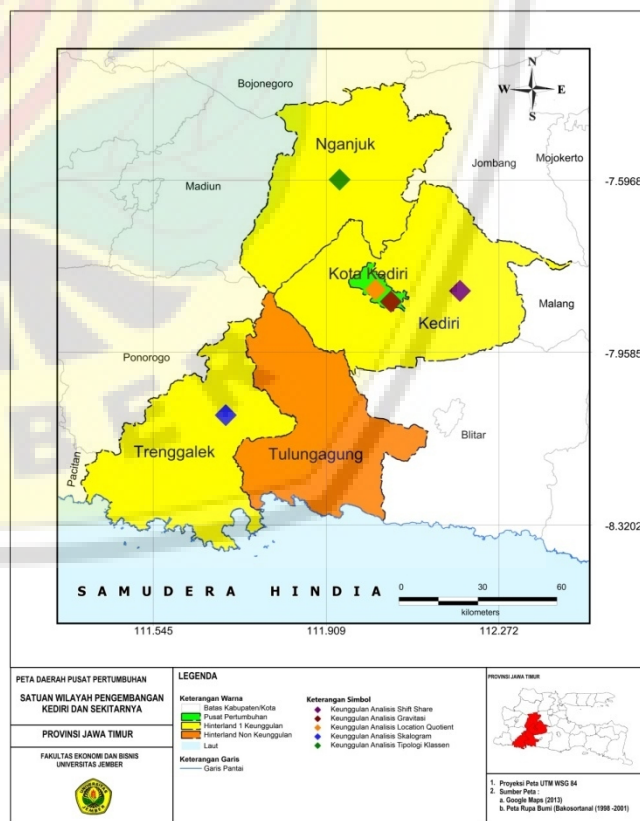 Bojonegoro
N
W E
S
Nganjuk
Jombang
Mojokerto
Madiun
-7.5968
Kota Kediri
Kediri
Malang
Ponorogo
-7.9585
Trenggalek
Tulungagung
Blitar
Pacitan
-8.3202
SAMUDERA HINDIA
0 30 60
kilometers
111.545 111.909 112.272
PETA DAERAH PUSAT PERTUMBUHAN
SATUAN WILAYAH PENGEMBANGAN
KEDIRI DAN SEKITARNYA
PROVINSI JAWA TIMUR
FAKULTAS EKONOMI DAN BISNIS
UNIVERSITAS JEMBER
LEGENDA
Keterangan Warna
Batas Kabupaten/Kota
Pusat Pertumbuhan
Hinterland 1 Keunggulan
Hinterland Non Keunggulan
Laut
Keterangan Garis
Garis Pantai
Keterangan Simbol
Keunggulan Analisis Shift Share
Keunggulan Analisis Gravitasi
Keunggulan Analisis Location Quotient
Keunggulan Analisis Skalogram
Keunggulan Analisis Tipologi Klassen
PROVINSI JAWA TIMUR
1. Proyeksi Peta UTM WSG 84
2. Sumber Peta :
a. Google Maps (2013)
b. Peta Rupa Bumi (Bakosortanal (1998 -2001)